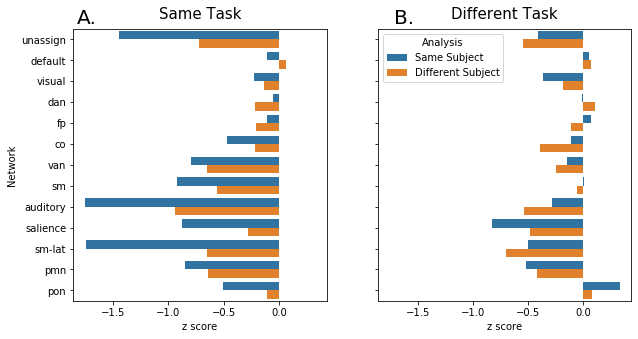 A. Same Task
B. Different Task
Network
unassign
default
visual
dan
fp
co
van
sm
auditory
salience
sm-lat
pmn
pon
−1.5 −1.0 −0.5 0.0
z score
Analysis
Same Subject
Different Subject
−1.5 −1.0 −0.5 0.0
z score